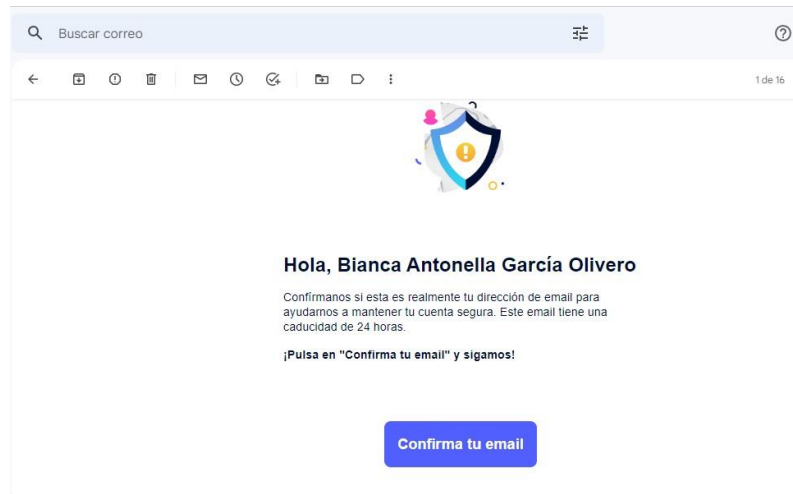 Buscar correo
1 de 16
Hola, Bianca Antonella García Olivero
Confírmanos si esta es realmente tu dirección de email para
ayudarnos a mantener tu cuenta segura. Este email tiene una
caducidad de 24 horas.
¡Pulsa en "Confirma tu email" y sigamos!
Confirma tu email